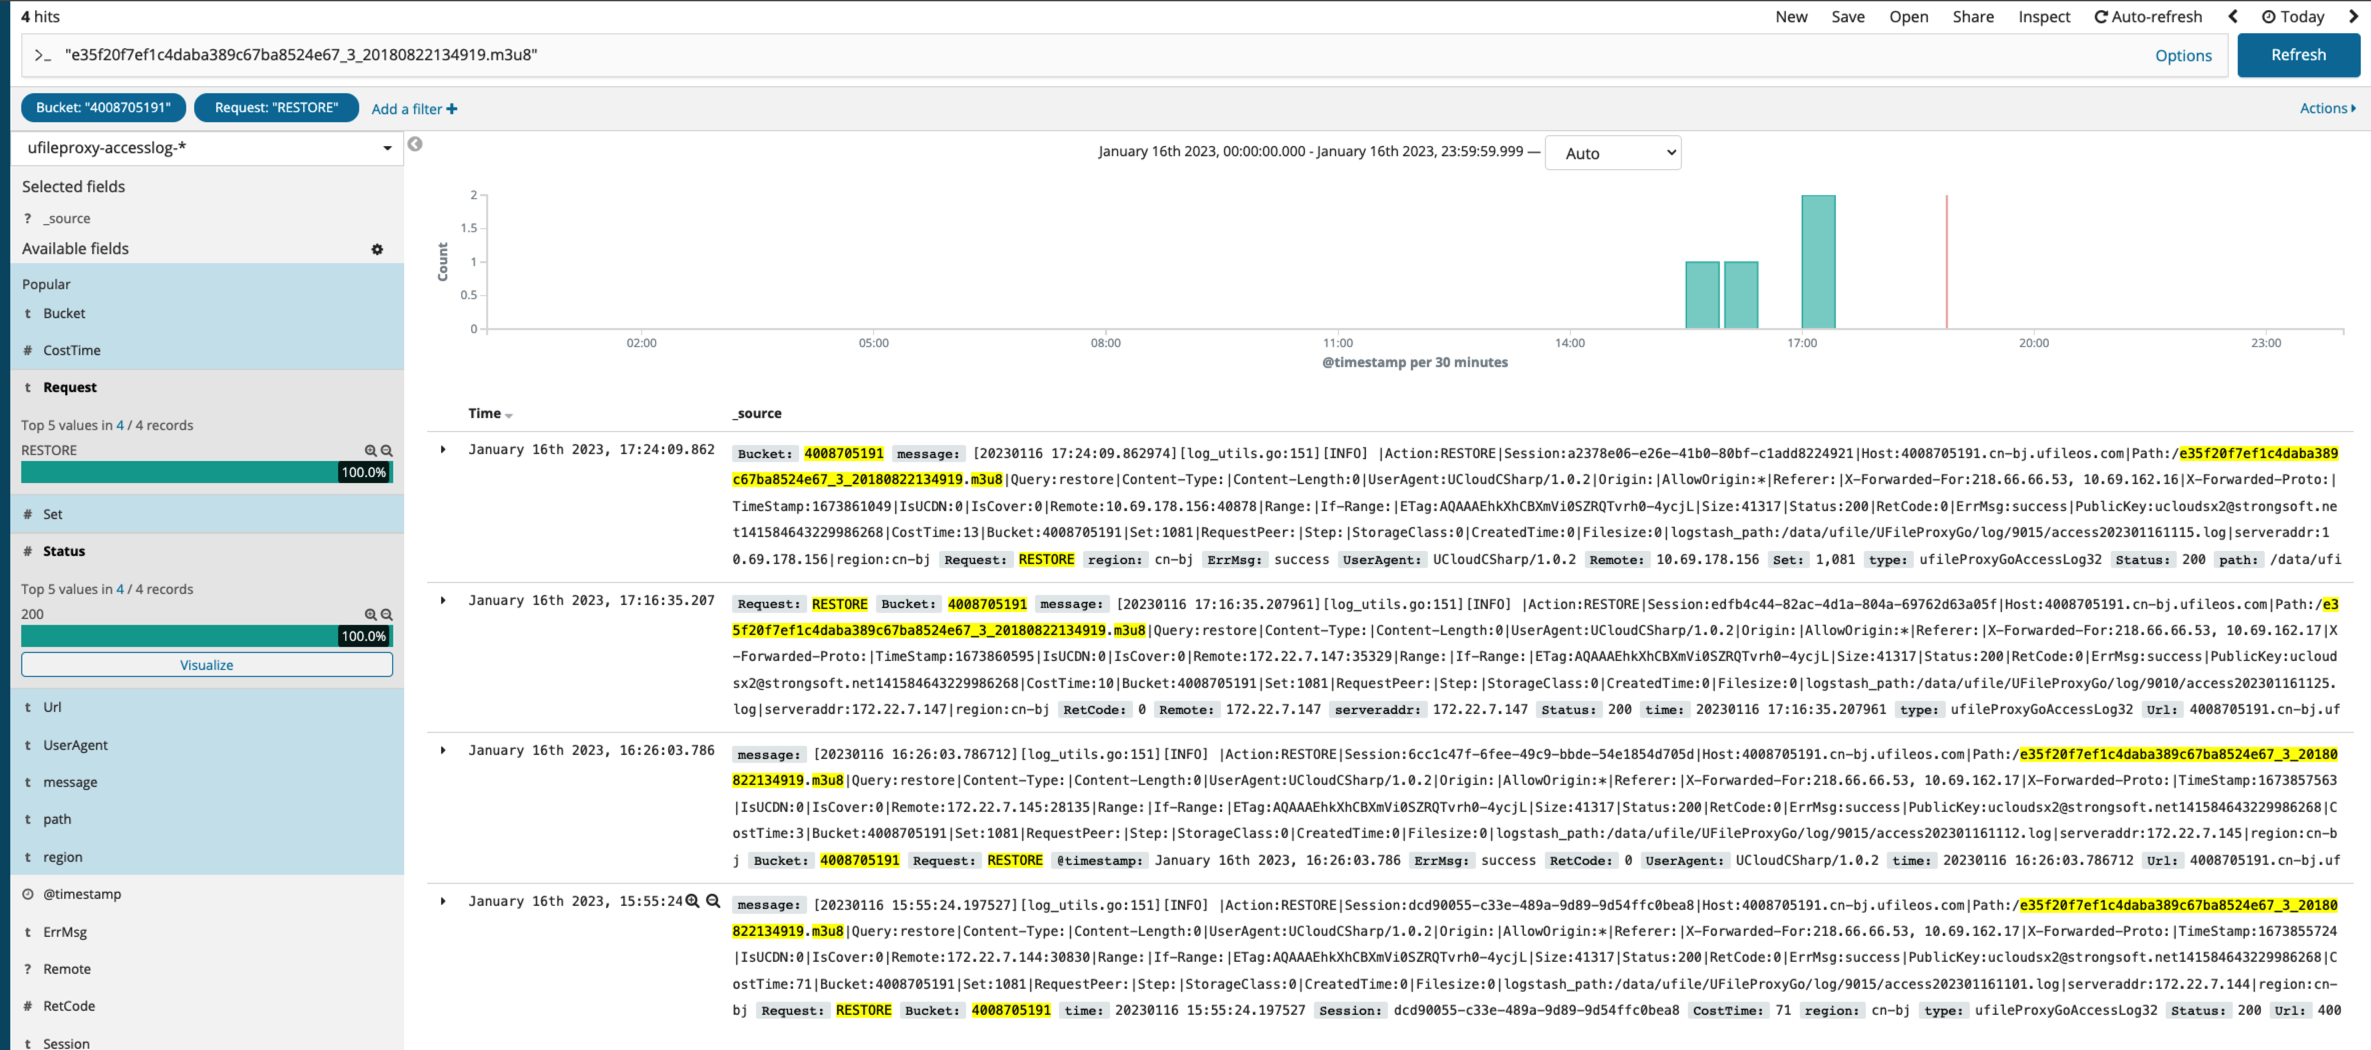 4 hits
New Save Open Share Inspect Auto-refresh Today
>_ "e35f20f7ef1c4daba389c67ba8524e67_3_20180822134919.m3u8"
Options
Refresh
Bucket: "4008705191" Request: "RESTORE" Add a filter +
Actions
ufileproxy-accesslog-*
Selected fields
? _source
Available fields
Popular
t Bucket
# CostTime
t Request
Top 5 values in 4 / 4 records
RESTORE
100.0%
# Set
# Status
Top 5 values in 4 / 4 records
200
100.0%
Visualize
t Url
t UserAgent
t message
t path
t region
@timestamp
t ErrMsg
? Remote
# RetCode
t Session
January 16th 2023, 00:00:00.000 - January 16th 2023, 23:59:59.999 — Auto
Count
2
1.5
1
0.5
0
02:00 05:00 08:00 11:00 14:00 17:00 20:00 23:00
@timestamp per 30 minutes
Time _source
January 16th 2023, 17:24:09.862
Bucket: 4008705191 message: [20230116 17:24:09.862974][log_utils.go:151][INFO] |Action:RESTORE|Session:a2378e06-e26e-41b0-80bf-c1add8224921|Host:4008705191.cn-bj.ufileos.com|Path:/e35f20f7ef1c4daba389
c67ba8524e67_3_20180822134919.m3u8|Query:restore|Content-Type:|Content-Length:0|UserAgent:UCloudCSharp/1.0.2|Origin:|AllowOrigin:*|Referer:|X-Forwarded-For:218.66.66.53, 10.69.162.16|X-Forwarded-Proto:|
TimeStamp:1673861049|IsUCDN:0|IsCover:0|Remote:10.69.178.156:40878|Range:|If-Range:|ETag:AQAAAEhkXhCBXmVi0SZRQTvrh0-4ycjL|Size:41317|Status:200|RetCode:0|ErrMsg:success|PublicKey:ucloudsx2@strongsoft.ne
t141584643229986268|CostTime:13|Bucket:4008705191|Set:1081|RequestPeer:|Step:|StorageClass:0|CreatedTime:0|Filesize:0|logstash_path:/data/ufile/UFileProxyGo/log/9015/access202301161115.log|serveraddr:1
0.69.178.156|region:cn-bj Request: RESTORE region: cn-bj ErrMsg: success UserAgent: UCloudCSharp/1.0.2 Remote: 10.69.178.156 Set: 1,081 type: ufileProxyGoAccessLog32 Status: 200 path: /data/ufi
January 16th 2023, 17:16:35.207
Request: RESTORE Bucket: 4008705191 message: [20230116 17:16:35.207961][log_utils.go:151][INFO] |Action:RESTORE|Session:edfb4c44-82ac-4d1a-804a-69762d63a05f|Host:4008705191.cn-bj.ufileos.com|Path:/e3
5f20f7ef1c4daba389c67ba8524e67_3_20180822134919.m3u8|Query:restore|Content-Type:|Content-Length:0|UserAgent:UCloudCSharp/1.0.2|Origin:|AllowOrigin:*|Referer:|X-Forwarded-For:218.66.66.53, 10.69.162.17|X
-Forwarded-Proto:|TimeStamp:1673860595|IsUCDN:0|IsCover:0|Remote:172.22.7.147:35329|Range:|If-Range:|ETag:AQAAAEhkXhCBXmVi0SZRQTvrh0-4ycjL|Size:41317|Status:200|RetCode:0|ErrMsg:success|PublicKey:ucloud
sx2@strongsoft.net141584643229986268|CostTime:10|Bucket:4008705191|Set:1081|RequestPeer:|Step:|StorageClass:0|CreatedTime:0|Filesize:0|logstash_path:/data/ufile/UFileProxyGo/log/9010/access202301161125.
log|serveraddr:172.22.7.147|region:cn-bj RetCode: 0 Remote: 172.22.7.147 serveraddr: 172.22.7.147 Status: 200 time: 20230116 17:16:35.207961 type: ufileProxyGoAccessLog32 Url: 4008705191.cn-bj.uf
January 16th 2023, 16:26:03.786
message: [20230116 16:26:03.786712][log_utils.go:151][INFO] |Action:RESTORE|Session:6cc1c47f-6fee-49c9-bbde-54e1854d705d|Host:4008705191.cn-bj.ufileos.com|Path:/e35f20f7ef1c4daba389c67ba8524e67_3_20180
822134919.m3u8|Query:restore|Content-Type:|Content-Length:0|UserAgent:UCloudCSharp/1.0.2|Origin:|AllowOrigin:*|Referer:|X-Forwarded-For:218.66.66.53, 10.69.162.17|X-Forwarded-Proto:|TimeStamp:1673857563
|IsUCDN:0|IsCover:0|Remote:172.22.7.145:28135|Range:|If-Range:|ETag:AQAAAEhkXhCBXmVi0SZRQTvrh0-4ycjL|Size:41317|Status:200|RetCode:0|ErrMsg:success|PublicKey:ucloudsx2@strongsoft.net141584643229986268|C
ostTime:3|Bucket:4008705191|Set:1081|RequestPeer:|Step:|StorageClass:0|CreatedTime:0|Filesize:0|logstash_path:/data/ufile/UFileProxyGo/log/9015/access202301161112.log|serveraddr:172.22.7.145|region:cn-b
j Bucket: 4008705191 Request: RESTORE @timestamp: January 16th 2023, 16:26:03.786 ErrMsg: success RetCode: 0 UserAgent: UCloudCSharp/1.0.2 time: 20230116 16:26:03.786712 Url: 4008705191.cn-bj.uf
January 16th 2023, 15:55:24
message: [20230116 15:55:24.197527][log_utils.go:151][INFO] |Action:RESTORE|Session:dcd90055-c33e-489a-9d89-9d54ffc0bea8|Host:4008705191.cn-bj.ufileos.com|Path:/e35f20f7ef1c4daba389c67ba8524e67_3_20180
822134919.m3u8|Query:restore|Content-Type:|Content-Length:0|UserAgent:UCloudCSharp/1.0.2|Origin:|AllowOrigin:*|Referer:|X-Forwarded-For:218.66.66.53, 10.69.162.17|X-Forwarded-Proto:|TimeStamp:1673855724
|IsUCDN:0|IsCover:0|Remote:172.22.7.144:30830|Range:|If-Range:|ETag:AQAAAEhkXhCBXmVi0SZRQTvrh0-4ycjL|Size:41317|Status:200|RetCode:0|ErrMsg:success|PublicKey:ucloudsx2@strongsoft.net141584643229986268|C
ostTime:71|Bucket:4008705191|Set:1081|RequestPeer:|Step:|StorageClass:0|CreatedTime:0|Filesize:0|logstash_path:/data/ufile/UFileProxyGo/log/9015/access202301161101.log|serveraddr:172.22.7.144|region:cn-
bj Request: RESTORE Bucket: 4008705191 time: 20230116 15:55:24.197527 Session: dcd90055-c33e-489a-9d89-9d54ffc0bea8 CostTime: 71 region: cn-bj type: ufileProxyGoAccessLog32 Status: 200 Url: 400